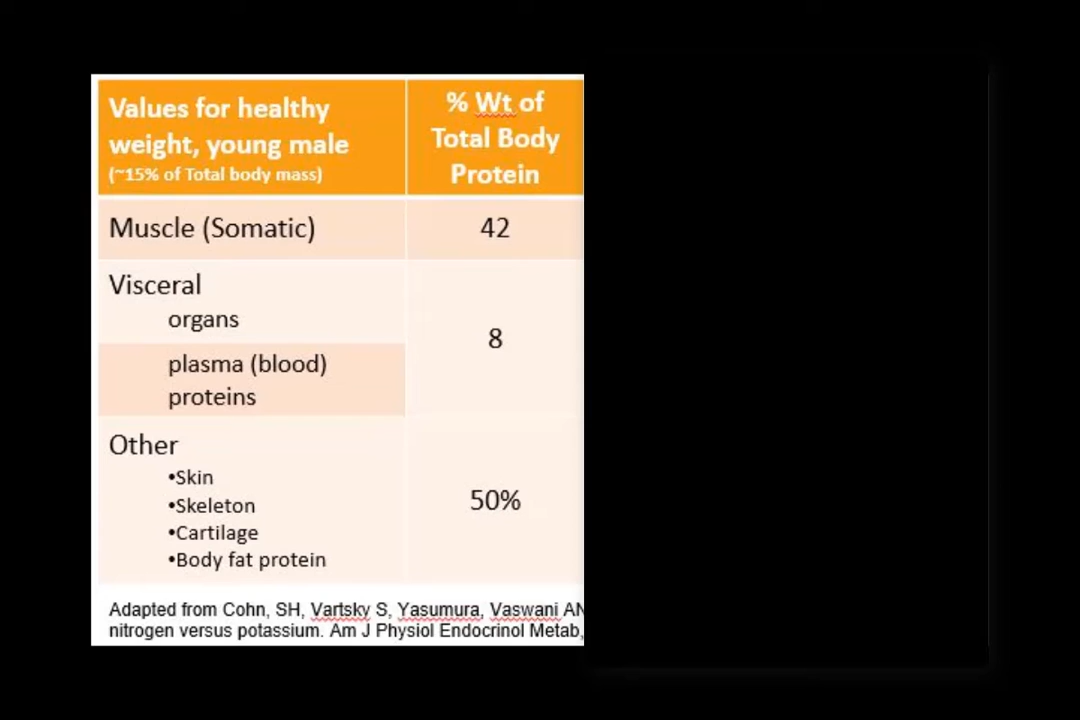 Values for healthy
weight, young male
(~15% of Total body mass)
% Wt of
Total Body
Protein
Muscle (Somatic)
42
Visceral
organs
plasma (blood)
proteins
8
Other
•Skin
•Skeleton
•Cartilage
•Body fat protein
50%
Adapted from Cohn, SH, Vartsky S, Yasumura, Vaswani AN
nitrogen versus potassium. Am J Physiol Endocrinol Metab,